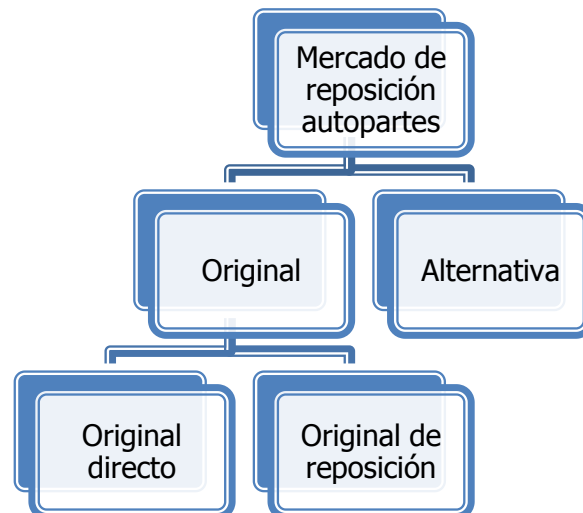 Mercado de
reposición
autopartes
Original
Alternativa
Original
directo
Original de
reposición